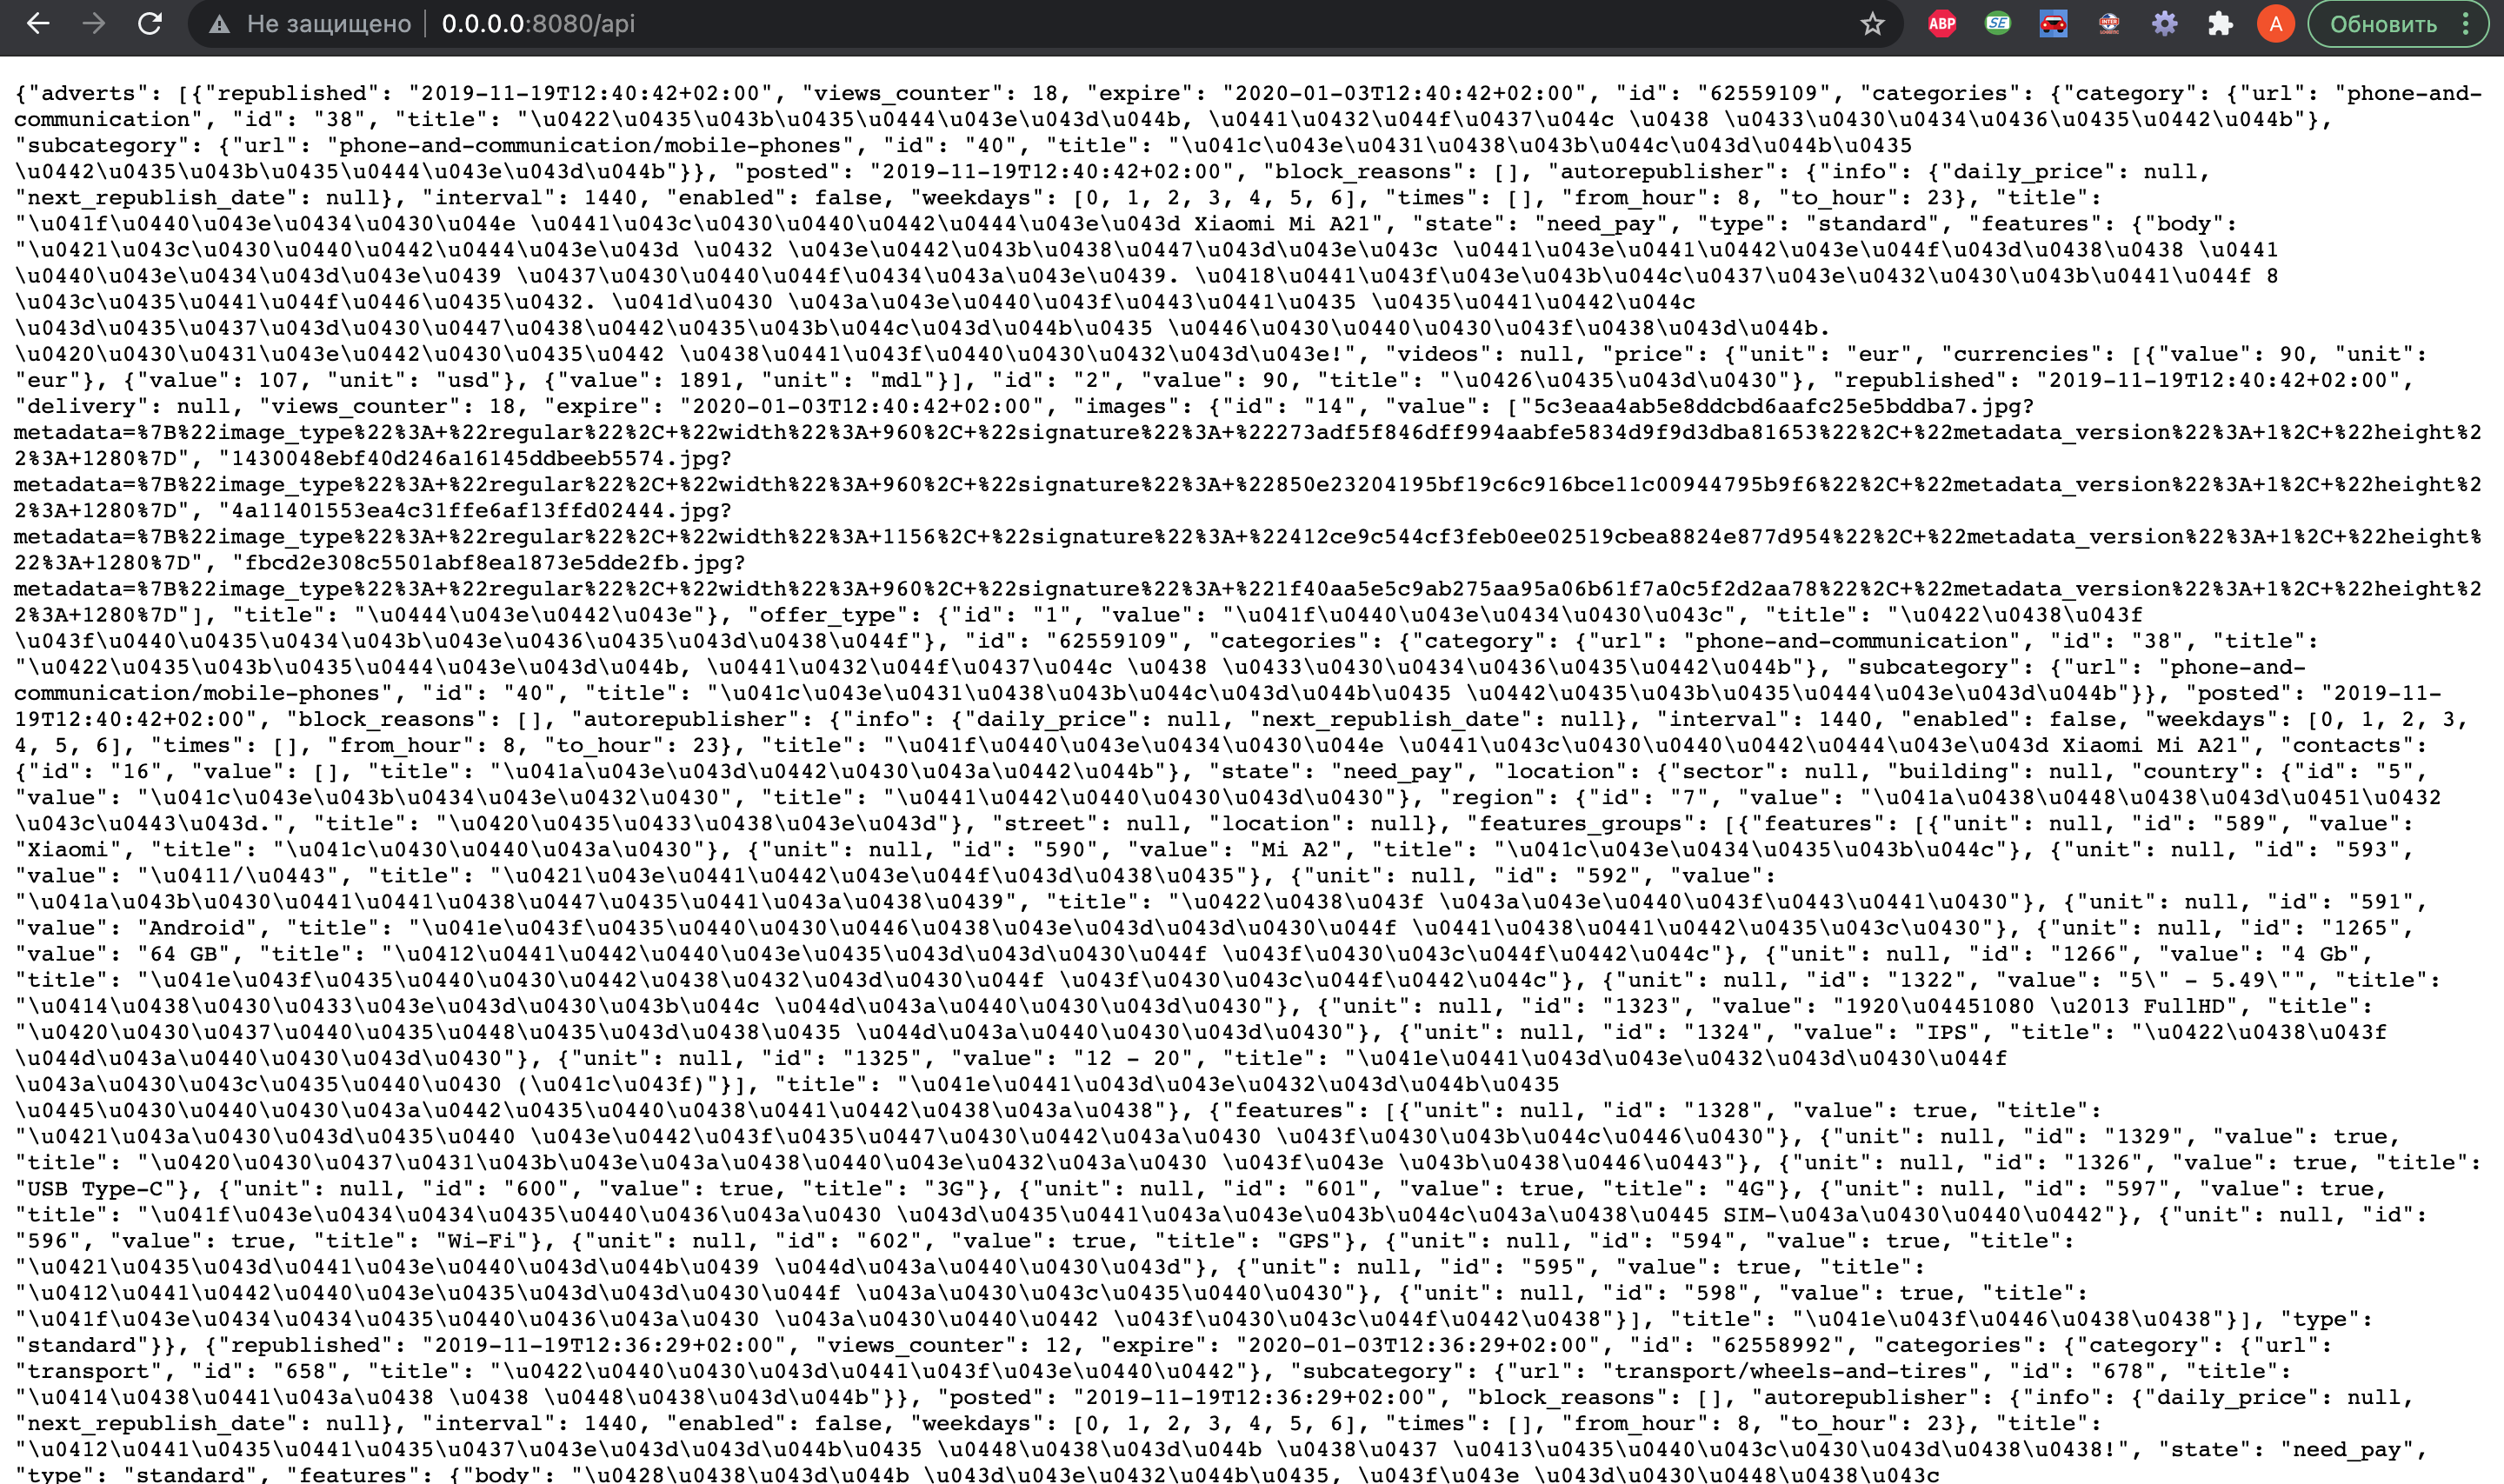 Не защищено | 0.0.0.0:8080/api
ABP
SE
INTER
A
Обновить
{"adverts": [{"republished": "2019-11-19T12:40:42+02:00", "views_counter": 18, "expire": "2020-01-03T12:40:42+02:00", "id": "62559109", "categories": {"category": {"url": "phone-and-
communication", "id": "38", "title": "\u0422\u0435\u043b\u0435\u0444\u043e\u043d\u044b, \u0441\u0432\u044f\u0437\u044c \u0438 \u0433\u0430\u0434\u0436\u0435\u0442\u044b"},
"subcategory": {"url": "phone-and-communication/mobile-phones", "id": "40", "title": "\u041c\u043e\u0431\u0438\u043b\u044c\u043d\u044b\u0435
\u0442\u0435\u043b\u0435\u0444\u043e\u043d\u044b"}}, "posted": "2019-11-19T12:40:42+02:00", "block_reasons": [], "autorepublisher": {"info": {"daily_price": null,
"next_republish_date": null}, "interval": 1440, "enabled": false, "weekdays": [0, 1, 2, 3, 4, 5, 6], "times": [], "from_hour": 8, "to_hour": 23}, "title":
"\u041f\u0440\u043e\u0434\u0430\u044e \u0441\u043c\u0430\u0440\u0442\u0444\u043e\u043d Xiaomi Mi A21", "state": "need_pay", "type": "standard", "features": {"body":
"\u0421\u043c\u0430\u0440\u0442\u0444\u043e\u043d \u0432 \u043e\u0442\u043b\u0438\u0447\u043d\u043e\u043c \u0441\u043e\u0441\u0442\u043e\u044f\u043d\u0438\u0438 \u0441
\u0440\u043e\u0434\u043d\u043e\u0439 \u0437\u0430\u0440\u044f\u0434\u043a\u043e\u0439. \u0418\u0441\u043f\u043e\u043b\u044c\u0437\u043e\u0432\u0430\u043b\u0441\u044f 8
\u043c\u0435\u0441\u044f\u0446\u0435\u0432. \u041d\u0430 \u043a\u043e\u0440\u043f\u0443\u0441\u0435 \u0435\u0441\u0442\u044c
\u043d\u0435\u0437\u043d\u0430\u0447\u0438\u0442\u0435\u043b\u044c\u043d\u044b\u0435 \u0446\u0430\u0440\u0430\u043f\u0438\u043d\u044b.
\u0420\u0430\u0431\u043e\u0442\u0430\u0435\u0442 \u0438\u0441\u043f\u0440\u0430\u0432\u043d\u043e!", "videos": null, "price": {"unit": "eur", "currencies": [{"value": 90, "unit":
"eur"}, {"value": 107, "unit": "usd"}, {"value": 1891, "unit": "mdl"}], "id": "2", "value": 90, "title": "\u0426\u0435\u043d\u0430"}, "republished": "2019-11-19T12:40:42+02:00",
"delivery": null, "views_counter": 18, "expire": "2020-01-03T12:40:42+02:00", "images": {"id": "14", "value": ["5c3eaa4ab5e8ddcbd6aafc25e5bddba7.jpg?
metadata=%7B%22image_type%22%3A+%22regular%22%2C+%22width%22%3A+960%2C+%22signature%22%3A+%22273adf5f846dff994aabfe5834d9f9d3dba81653%22%2C+%22metadata_version%22%3A+1%2C+%22height%2
2%3A+1280%7D", "1430048ebf40d246a16145ddbeeb5574.jpg?
metadata=%7B%22image_type%22%3A+%22regular%22%2C+%22width%22%3A+960%2C+%22signature%22%3A+%22850e23204195bf19c6c916bce11c00944795b9f6%22%2C+%22metadata_version%22%3A+1%2C+%22height%2
2%3A+1280%7D", "4a11401553ea4c31ffe6af13ffd02444.jpg?
metadata=%7B%22image_type%22%3A+%22regular%22%2C+%22width%22%3A+1156%2C+%22signature%22%3A+%22412ce9c544cf3feb0ee02519cbea8824e877d954%22%2C+%22metadata_version%22%3A+1%2C+%22height%
22%3A+1280%7D", "fbcd2e308c5501abf8ea1873e5dde2fb.jpg?
metadata=%7B%22image_type%22%3A+%22regular%22%2C+%22width%22%3A+960%2C+%22signature%22%3A+%221f40aa5e5c9ab275aa95a06b61f7a0c5f2d2aa78%22%2C+%22metadata_version%22%3A+1%2C+%22height%2
2%3A+1280%7D"], "title": "\u0444\u043e\u0442\u043e"}, "offer_type": {"id": "1", "value": "\u041f\u0440\u043e\u0434\u0430\u043c", "title": "\u0422\u0438\u043f
\u043f\u0440\u0435\u0434\u043b\u043e\u0436\u0435\u043d\u0438\u044f"}, "id": "62559109", "categories": {"category": {"url": "phone-and-communication", "id": "38", "title":
"\u0422\u0435\u043b\u0435\u0444\u043e\u043d\u044b, \u0441\u0432\u044f\u0437\u044c \u0438 \u0433\u0430\u0434\u0436\u0435\u0442\u044b"}, "subcategory": {"url": "phone-and-
communication/mobile-phones", "id": "40", "title": "\u041c\u043e\u0431\u0438\u043b\u044c\u043d\u044b\u0435 \u0442\u0435\u043b\u0435\u0444\u043e\u043d\u044b"}}, "posted": "2019-11-
19T12:40:42+02:00", "block_reasons": [], "autorepublisher": {"info": {"daily_price": null, "next_republish_date": null}, "interval": 1440, "enabled": false, "weekdays": [0, 1, 2, 3,
4, 5, 6], "times": [], "from_hour": 8, "to_hour": 23}, "title": "\u041f\u0440\u043e\u0434\u0430\u044e \u0441\u043c\u0430\u0440\u0442\u0444\u043e\u043d Xiaomi Mi A21", "contacts":
{"id": "16", "value": [], "title": "\u041a\u043e\u043d\u0442\u0430\u043a\u0442\u044b"}, "state": "need_pay", "location": {"sector": null, "building": null, "country": {"id": "5",
"value": "\u041c\u043e\u043b\u0434\u043e\u0432\u0430", "title": "\u0441\u0442\u0440\u0430\u043d\u0430"}, "region": {"id": "7", "value": "\u041a\u0438\u0448\u0438\u043d\u0451\u0432
\u043c\u0443\u043d.", "title": "\u0420\u0435\u0433\u0438\u043e\u043d"}, "street": null, "location": null}, "features_groups": [{"features": [{"unit": null, "id": "589", "value":
"Xiaomi", "title": "\u041c\u0430\u0440\u043a\u0430"}, {"unit": null, "id": "590", "value": "Mi A2", "title": "\u041c\u043e\u0434\u0435\u043b\u044c"}, {"unit": null, "id": "593",
"value": "\u0411/\u0443", "title": "\u0421\u043e\u0441\u0442\u043e\u044f\u043d\u0438\u0435"}, {"unit": null, "id": "592", "value":
"\u041a\u043b\u0430\u0441\u0441\u0438\u0447\u0435\u0441\u043a\u0438\u0439", "title": "\u0422\u0438\u043f \u043a\u043e\u0440\u043f\u0443\u0441\u0430"}, {"unit": null, "id": "591",
"value": "Android", "title": "\u041e\u043f\u0435\u0440\u0430\u0446\u0438\u043e\u043d\u043d\u0430\u044f \u0441\u0438\u0441\u0442\u0435\u043c\u0430"}, {"unit": null, "id": "1265",
"value": "64 GB", "title": "\u0412\u0441\u0442\u0440\u043e\u0435\u043d\u043d\u0430\u044f \u043f\u0430\u043c\u044f\u0442\u044c"}, {"unit": null, "id": "1266", "value": "4 Gb",
"title": "\u041e\u043f\u0435\u0440\u0430\u0442\u0438\u0432\u043d\u0430\u044f \u043f\u0430\u043c\u044f\u0442\u044c"}, {"unit": null, "id": "1322", "value": "5\" - 5.49\"", "title":
"\u0414\u0438\u0430\u0433\u043e\u043d\u0430\u043b\u044c \u044d\u043a\u0440\u0430\u043d\u0430"}, {"unit": null, "id": "1323", "value": "1920\u04451080 \u2013 FullHD", "title":
"\u0420\u0430\u0437\u0440\u0435\u0448\u0435\u043d\u0438\u0435 \u044d\u043a\u0440\u0430\u043d\u0430"}, {"unit": null, "id": "1324", "value": "IPS", "title": "\u0422\u0438\u043f
\u044d\u043a\u0440\u0430\u043d\u0430"}, {"unit": null, "id": "1325", "value": "12 - 20", "title": "\u041e\u0441\u043d\u043e\u0432\u043d\u0430\u044f
\u043a\u0430\u043c\u0435\u0440\u0430 (\u041c\u043f)"}], "title": "\u041e\u0441\u043d\u043e\u0432\u043d\u044b\u0435
\u0445\u0430\u0440\u0430\u043a\u0442\u0435\u0440\u0438\u0441\u0442\u0438\u043a\u0438"}, {"features": [{"unit": null, "id": "1328", "value": true, "title":
"\u0421\u043a\u0430\u043d\u0435\u0440 \u043e\u0442\u043f\u0435\u0447\u0430\u0442\u043a\u0430 \u043f\u0430\u043b\u044c\u0446\u0430"}, {"unit": null, "id": "1329", "value": true,
"title": "\u0420\u0430\u0437\u0431\u043b\u043e\u043a\u0438\u0440\u043e\u0432\u043a\u0430 \u043f\u043e \u043b\u0438\u0446\u0443"}, {"unit": null, "id": "1326", "value": true, "title":
"USB Type-C"}, {"unit": null, "id": "600", "value": true, "title": "3G"}, {"unit": null, "id": "601", "value": true, "title": "4G"}, {"unit": null, "id": "597", "value": true,
"title": "\u041f\u043e\u0434\u0434\u0435\u0440\u0436\u043a\u0430 \u043d\u0435\u0441\u043a\u043e\u043b\u044c\u043a\u0438\u0445 SIM-\u043a\u0430\u0440\u0442"}, {"unit": null, "id":
"596", "value": true, "title": "Wi-Fi"}, {"unit": null, "id": "602", "value": true, "title": "GPS"}, {"unit": null, "id": "594", "value": true, "title":
"\u0421\u0435\u043d\u0441\u043e\u0440\u043d\u044b\u0439 \u044d\u043a\u0440\u0430\u043d"}, {"unit": null, "id": "595", "value": true, "title":
"\u0412\u0441\u0442\u0440\u043e\u0435\u043d\u043d\u0430\u044f \u043a\u0430\u043c\u0435\u0440\u0430"}, {"unit": null, "id": "598", "value": true, "title":
"\u041f\u043e\u0434\u0434\u0435\u0440\u0436\u043a\u0430 \u043a\u0430\u0440\u0442 \u043f\u0430\u043c\u044f\u0442\u0438"}], "title": "\u041e\u043f\u0446\u0438\u0438"}], "type":
"standard"}}, {"republished": "2019-11-19T12:36:29+02:00", "views_counter": 12, "expire": "2020-01-03T12:36:29+02:00", "id": "62558992", "categories": {"category": {"url":
"transport", "id": "658", "title": "\u0422\u0440\u0430\u043d\u0441\u043f\u043e\u0440\u0442"}, "subcategory": {"url": "transport/wheels-and-tires", "id": "678", "title":
"\u0414\u0438\u0441\u043a\u0438 \u0438 \u0448\u0438\u043d\u044b"}}, "posted": "2019-11-19T12:36:29+02:00", "block_reasons": [], "autorepublisher": {"info": {"daily_price": null,
"next_republish_date": null}, "interval": 1440, "enabled": false, "weekdays": [0, 1, 2, 3, 4, 5, 6], "times": [], "from_hour": 8, "to_hour": 23}, "title":
"\u0412\u0441\u0435\u0441\u0435\u0437\u043e\u043d\u043d\u044b\u0435 \u0448\u0438\u043d\u044b \u0438\u0437 \u0413\u0435\u0440\u043c\u0430\u043d\u0438\u0438!", "state": "need_pay",
"type": "standard", "features": {"body": "\u0428\u0438\u043d\u044b \u043d\u043e\u0432\u044b\u0435, \u043f\u043e \u043d\u0430\u0448\u0438\u043c